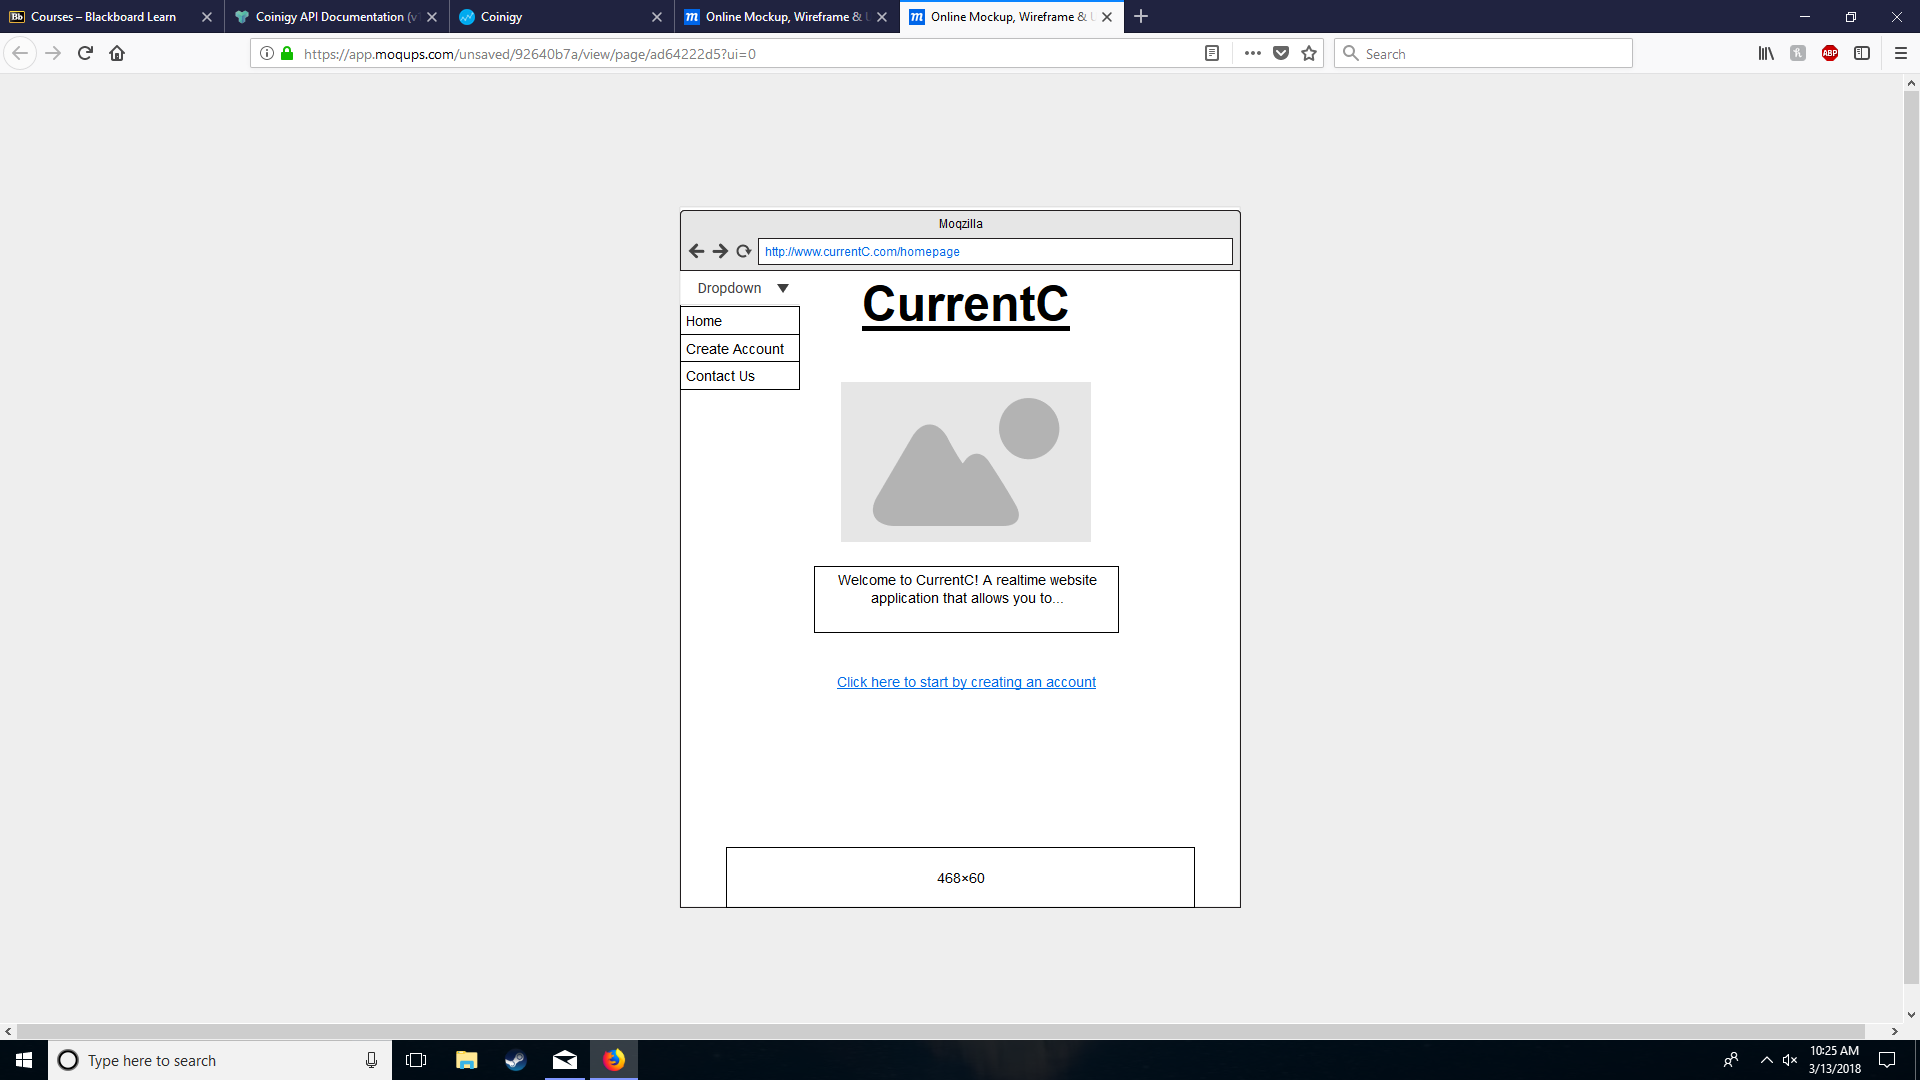 Courses – Blackboard Learn
Coinigy API Documentation (v
Coinigy
Online Mockup, Wireframe &
Online Mockup, Wireframe &
https://app.moqups.com/unsaved/92640b7a/view/page/ad64222d5?ui=0
Search
ABP
Moqzilla
http://www.currentC.com/homepage
Dropdown
CurrentC
Home
Create Account
Contact Us
Welcome to CurrentC! A realtime website
application that allows you to...
Click here to start by creating an account
468×60
Type here to search
10:25 AM
3/13/2018